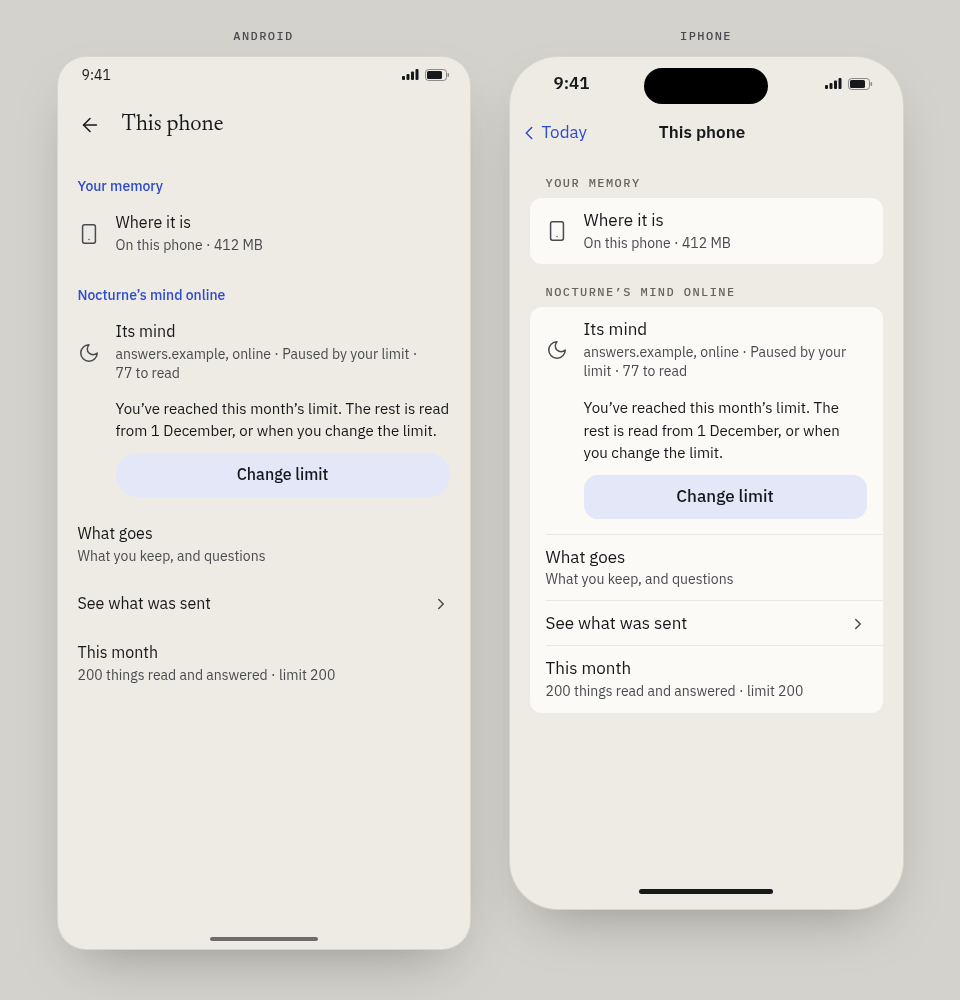 ANDROID
9:41
This phone
Your memory
Where it is
On this phone · 412 MB
Nocturne’s mind online
Its mind
answers.example, online · Paused by your limit ·
77 to read
You’ve reached this month’s limit. The rest is read
from 1 December, or when you change the limit.
Change limit
What goes
What you keep, and questions
See what was sent
This month
200 things read and answered · limit 200
IPHONE
9:41
Today
This phone
YOUR MEMORY
Where it is
On this phone · 412 MB
NOCTURNE’S MIND ONLINE
Its mind
answers.example, online · Paused by your
limit · 77 to read
You’ve reached this month’s limit. The
rest is read from 1 December, or when
you change the limit.
Change limit
What goes
What you keep, and questions
See what was sent
This month
200 things read and answered · limit 200